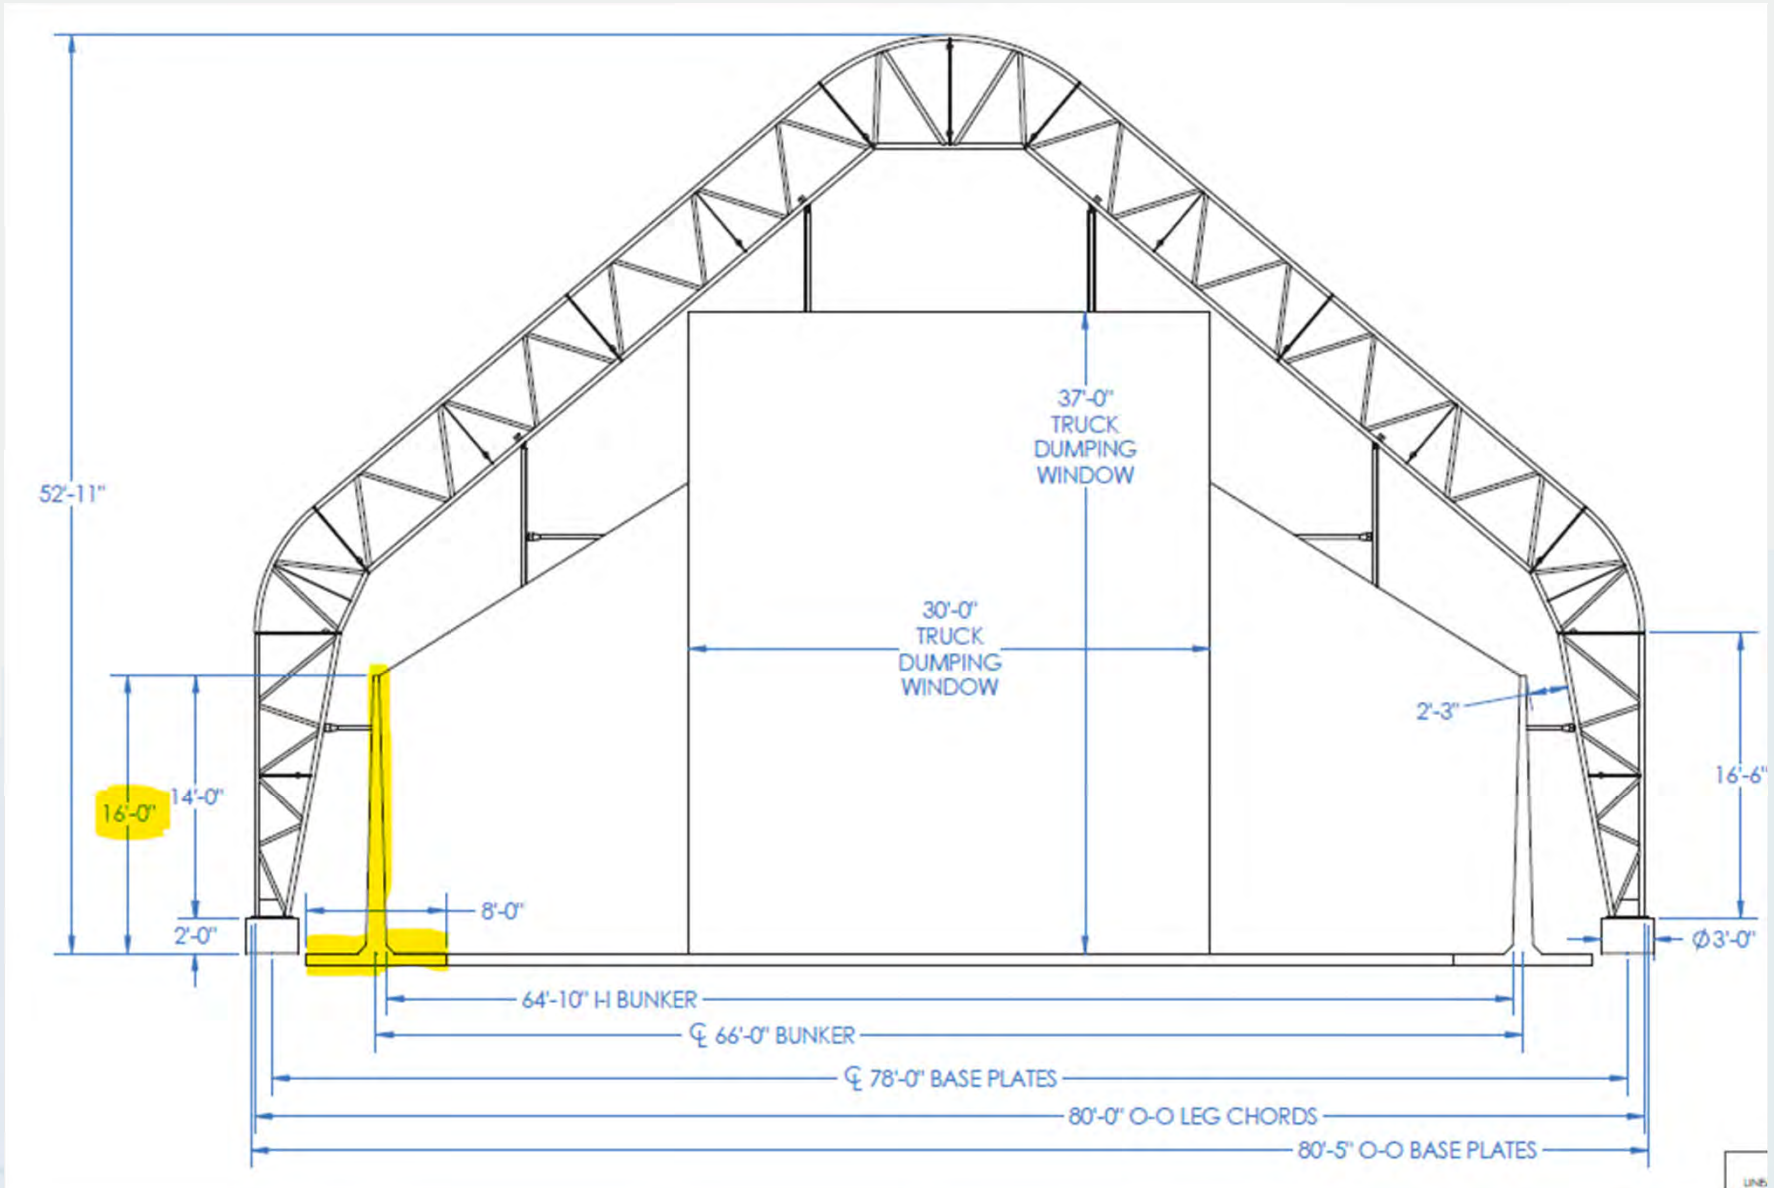 37'-0"
TRUCK
DUMPING
WINDOW
52'-11"
30'-0"
TRUCK
DUMPING
WINDOW
2'-3"
16'-6"
14'-0"
16'-0"
8'-0"
2'-0"
Ø3'-0"
64'-10" I-I BUNKER
℄ 66'-0" BUNKER
℄ 78'-0" BASE PLATES
80'-0" O-O LEG CHORDS
80'-5" O-O BASE PLATES